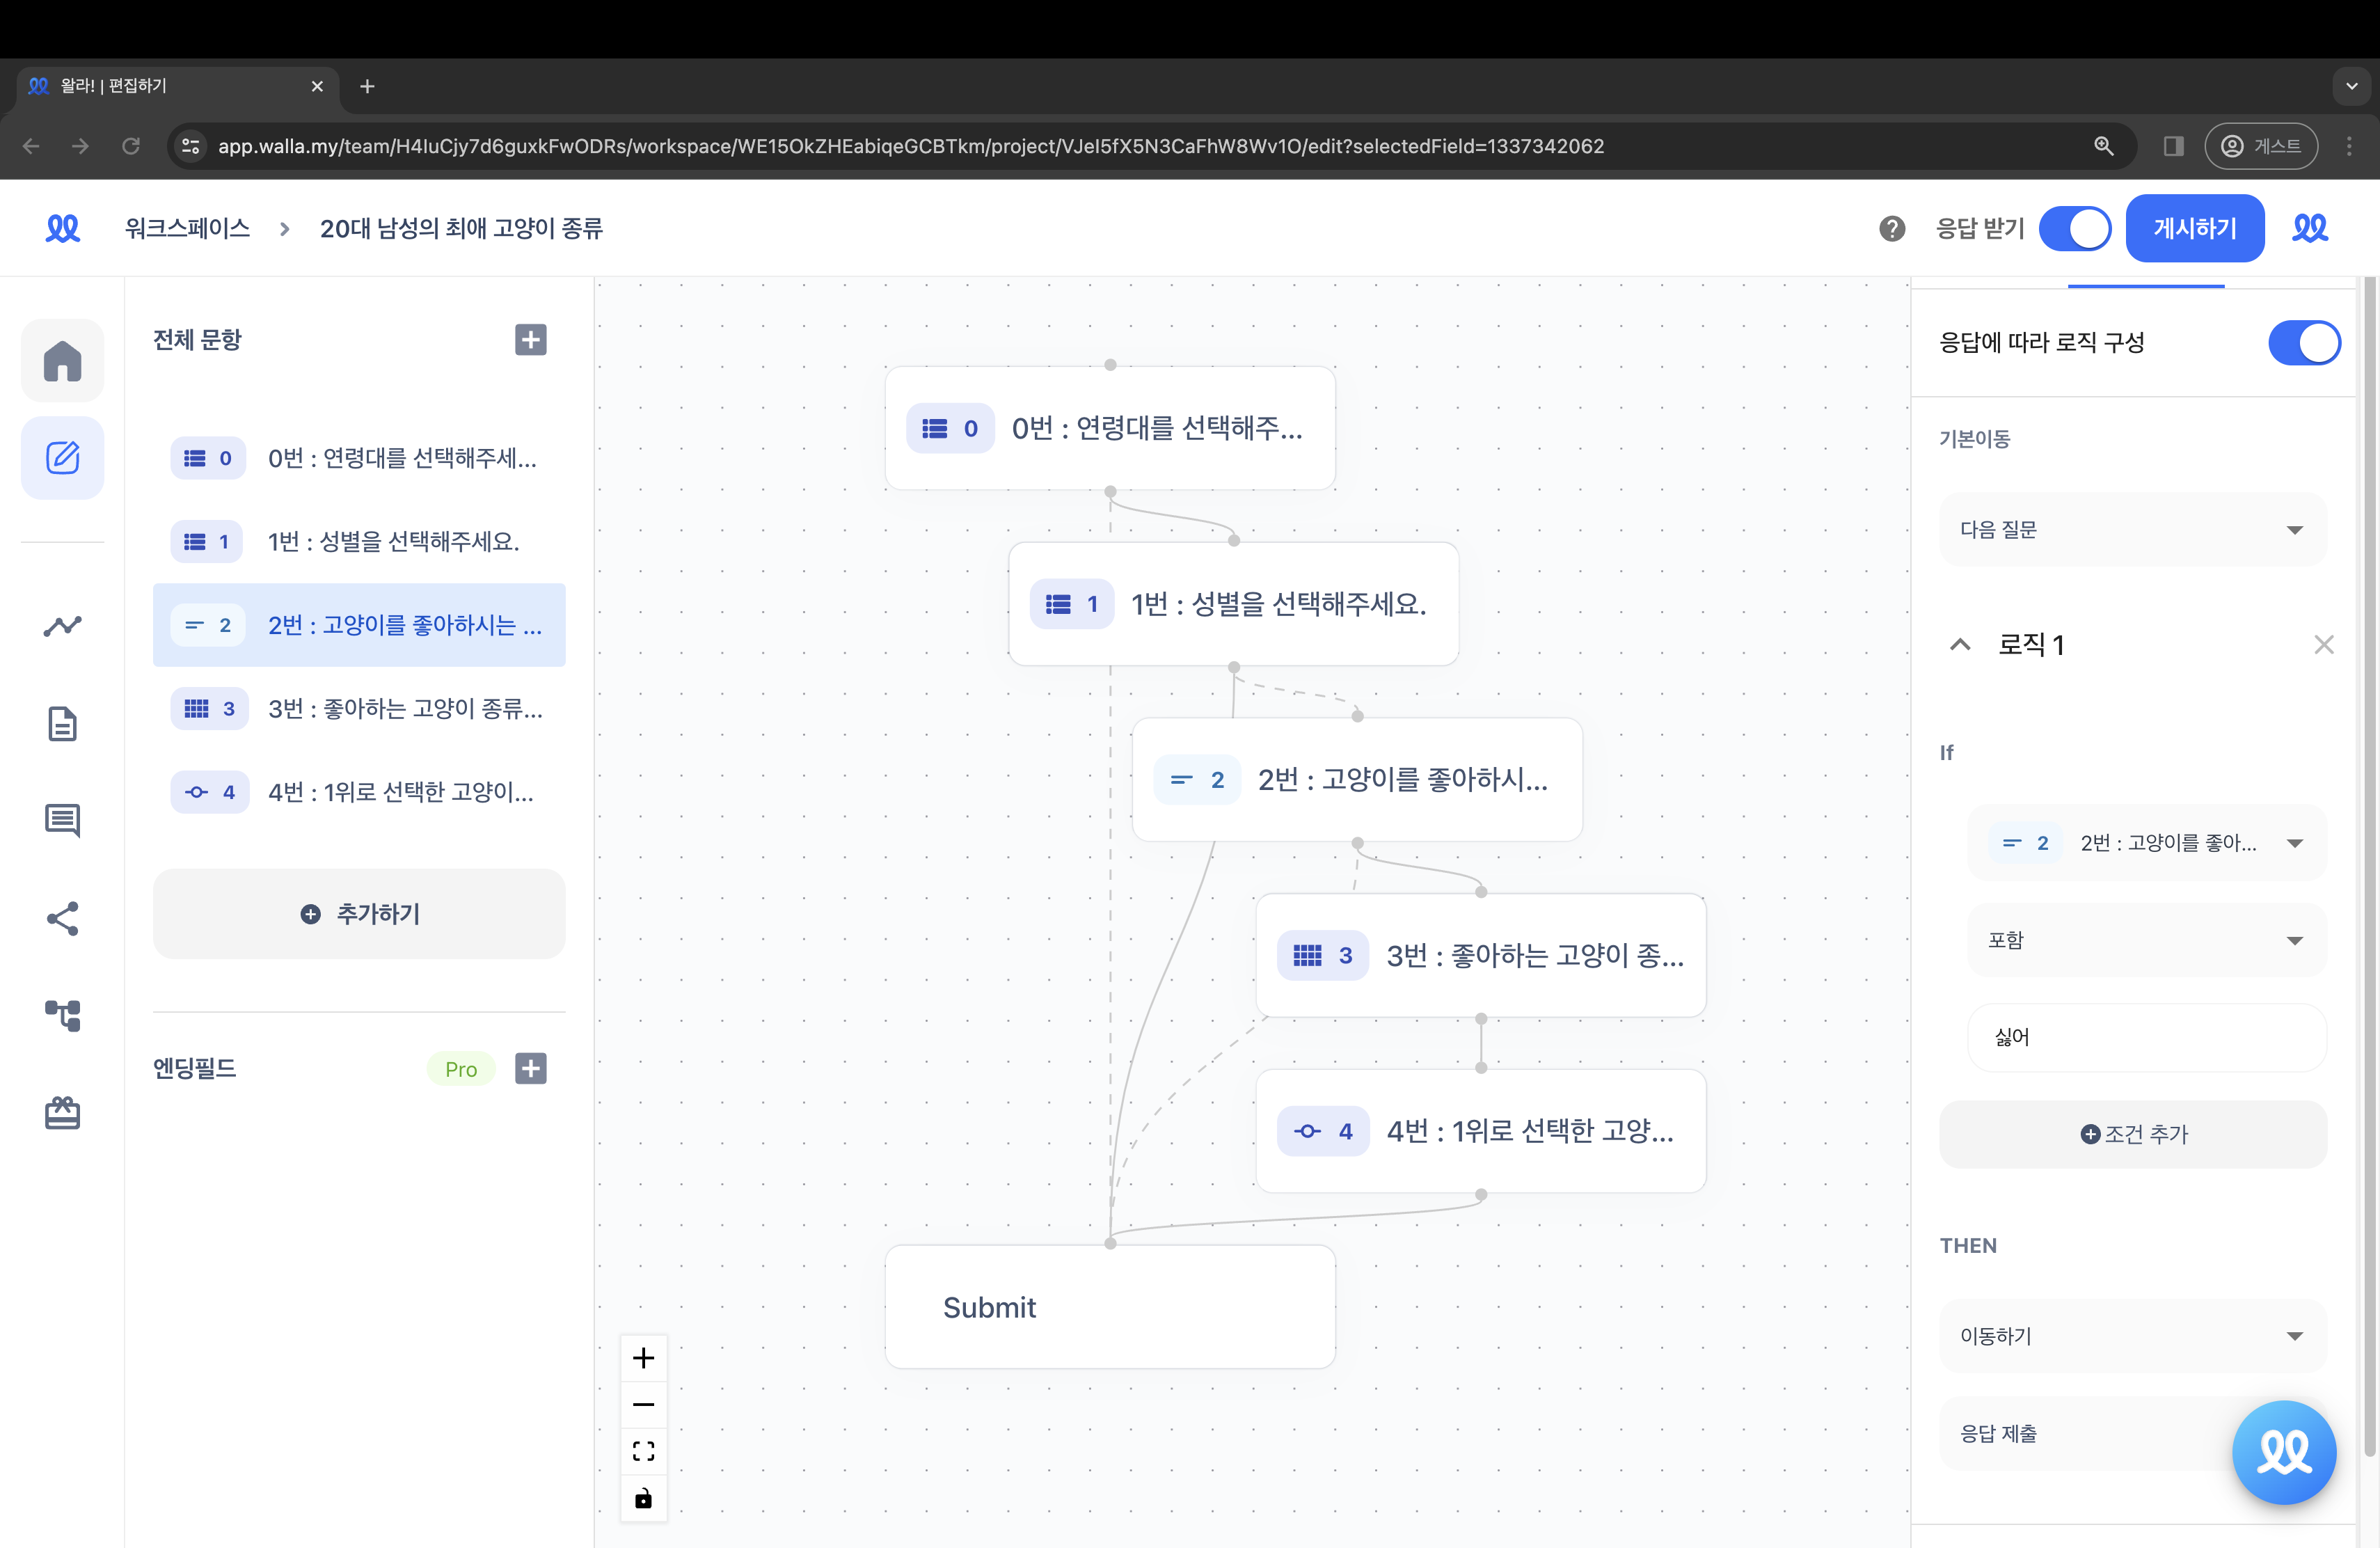 왈라! | 편집하기
app.walla.my/team/H4IuCjy7d6guxkFwODRs/workspace/WE15OkZHEabiqeGCBTkm/project/VJeI5fX5N3CaFhW8Wv1O/edit?selectedField=1337342062
게스트
워크스페이스
20대 남성의 최애 고양이 종류
응답 받기
게시하기
전체 문항
0 0번 : 연령대를 선택해주세...
1 1번 : 성별을 선택해주세요.
2 2번 : 고양이를 좋아하시는 ...
3 3번 : 좋아하는 고양이 종류...
4 4번 : 1위로 선택한 고양이...
추가하기
엔딩필드
Pro
0 0번 : 연령대를 선택해주...
1 1번 : 성별을 선택해주세요.
2 2번 : 고양이를 좋아하시...
3 3번 : 좋아하는 고양이 종...
4 4번 : 1위로 선택한 고양...
Submit
응답에 따라 로직 구성
기본이동
다음 질문
로직 1
If
2 2번 : 고양이를 좋아...
포함
싫어
조건 추가
THEN
이동하기
응답 제출